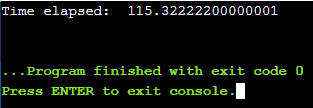 Time elapsed:  115.32222200000001
...Program finished with exit code 0
Press ENTER to exit console.